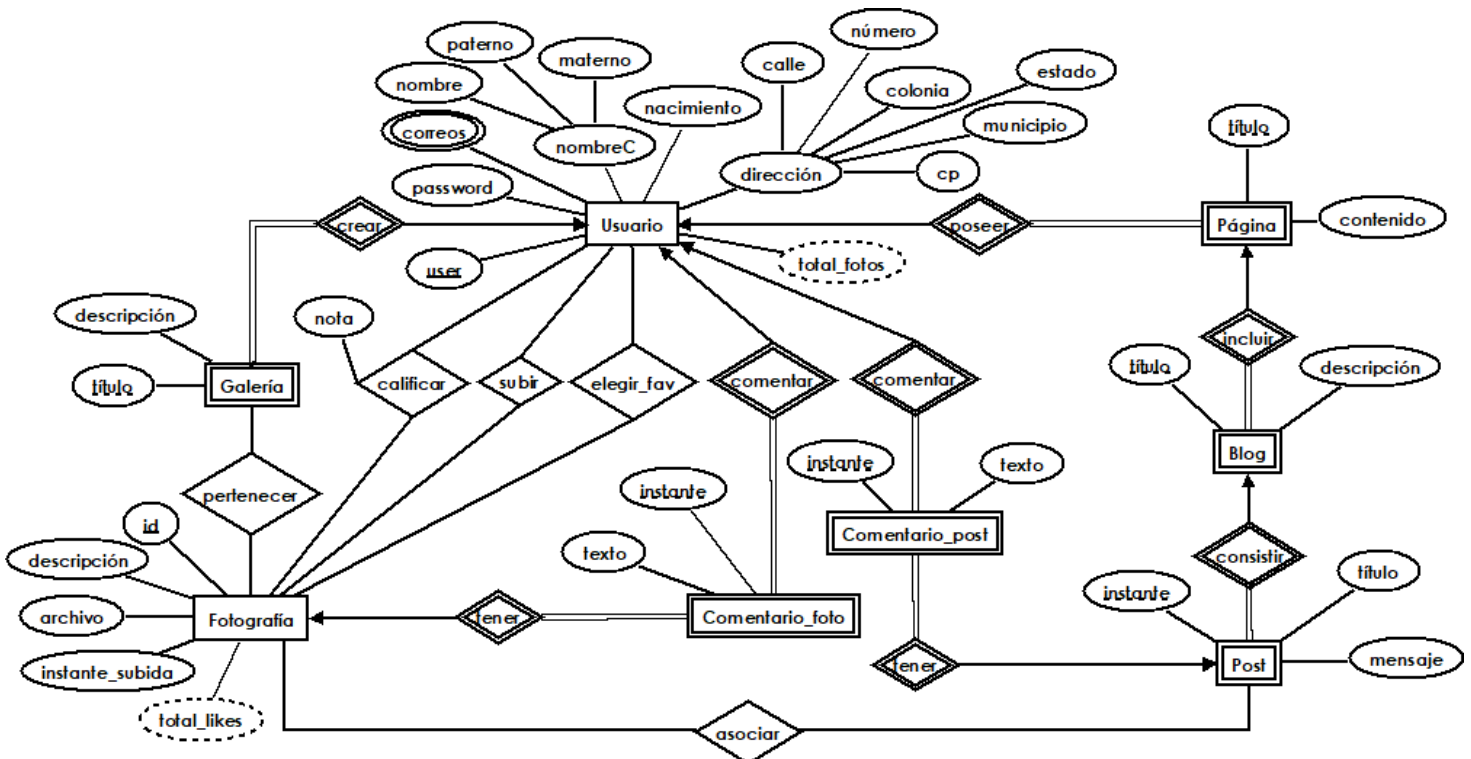 número
paterno
materno
calle
estado
nombre
colonia
nacimiento
correos
municipio
título
nombreC
dirección
cp
password
contenido
crear
Usuario
poseer
Página
user
total_fotos
descripción
nota
incluir
título
descripción
título
Galería
calificar
subir
elegir_fav
comentar
comentar
Blog
instante
texto
pertenecer
instante
id
Comentario_post
descripción
texto
consistir
título
instante
archivo
Fotografía
tener
Comentario_foto
instante_subida
tener
Post
mensaje
total_likes
asociar